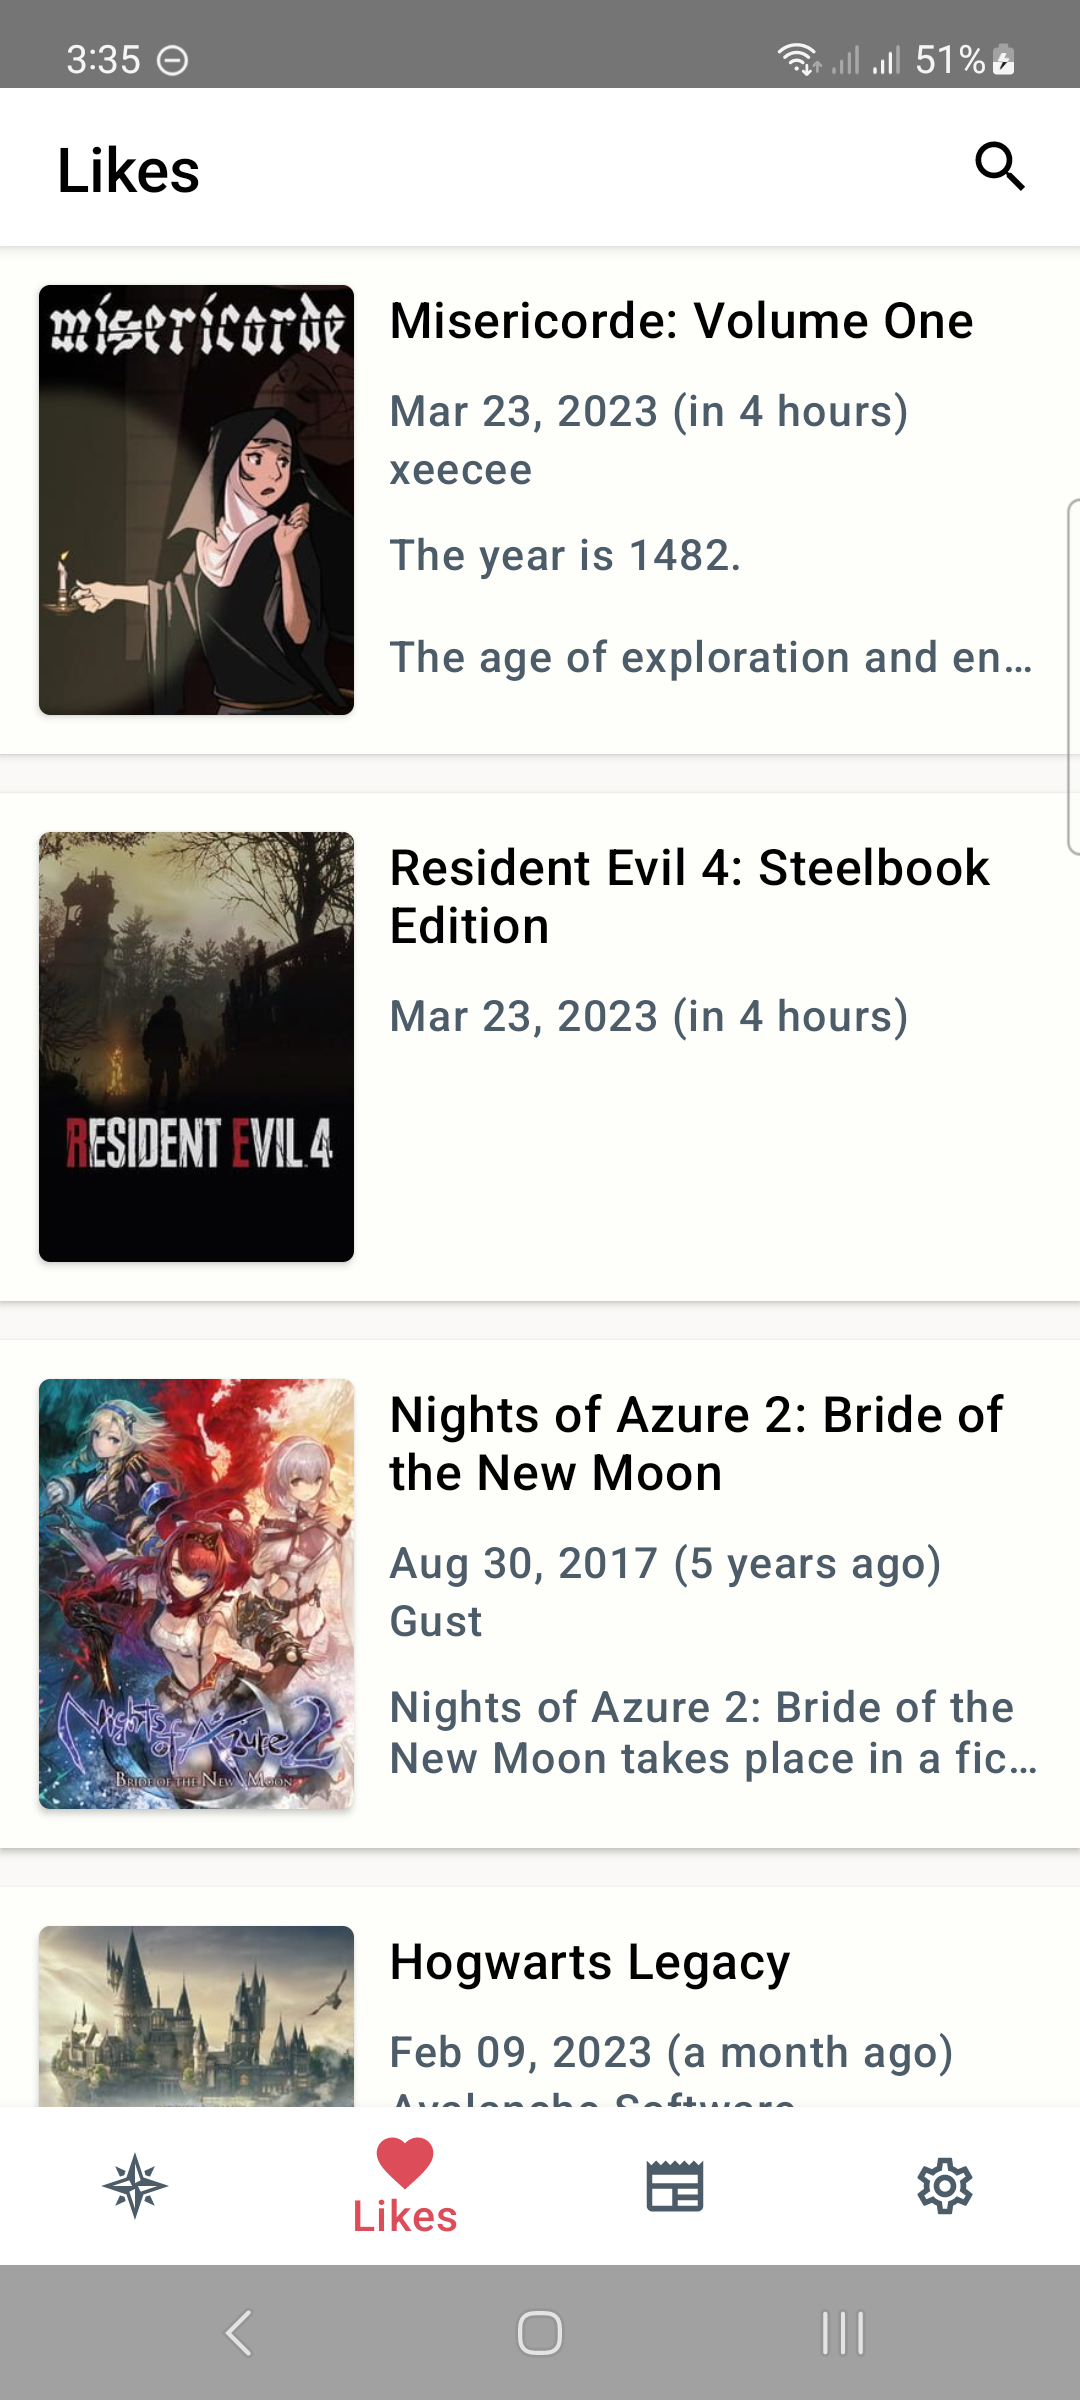 3:35
51%
Likes
misericorde
Misericorde: Volume One
Mar 23, 2023 (in 4 hours)
xeecee
The year is 1482.
The age of exploration and en...
RESIDENT EVIL 4
Resident Evil 4: Steelbook
Edition
Mar 23, 2023 (in 4 hours)
Nights of Azure 2
BRIDE OF THE NEW MOON
Nights of Azure 2: Bride of
the New Moon
Aug 30, 2017 (5 years ago)
Gust
Nights of Azure 2: Bride of the
New Moon takes place in a fic...
Hogwarts Legacy
Feb 09, 2023 (a month ago)
Avalanche Software
Likes